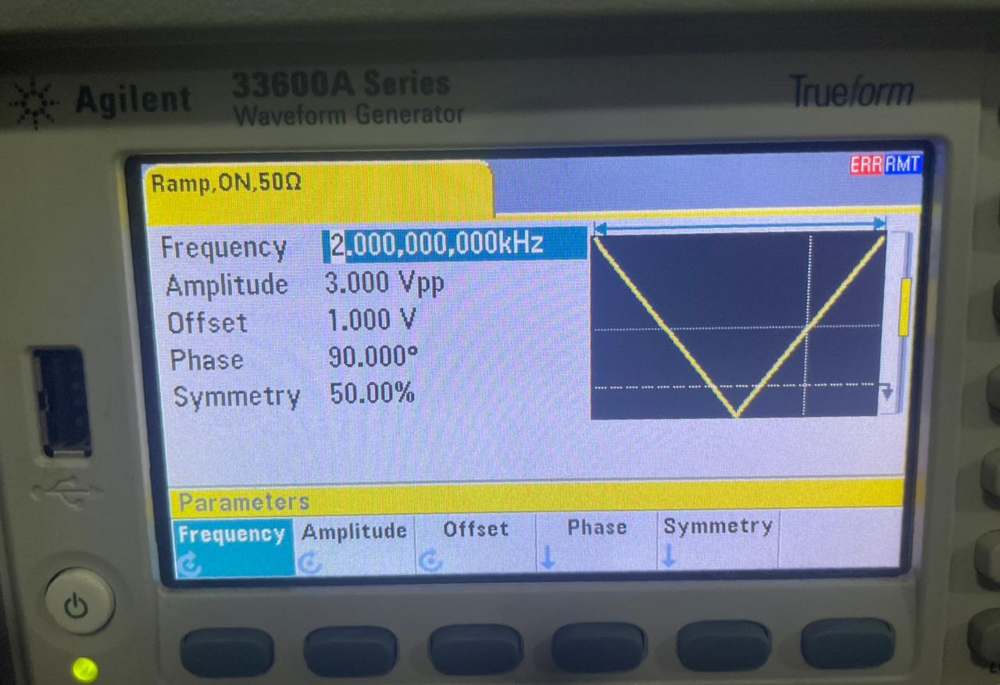 Agilent 33600A Series
Waveform Generator
Trueform
Ramp,ON,50Ω
ERR RMT
Frequency 2.000,000,000kHz
Amplitude 3.000 Vpp
Offset 1.000 V
Phase 90.000°
Symmetry 50.00%
Parameters
Frequency Amplitude Offset Phase Symmetry